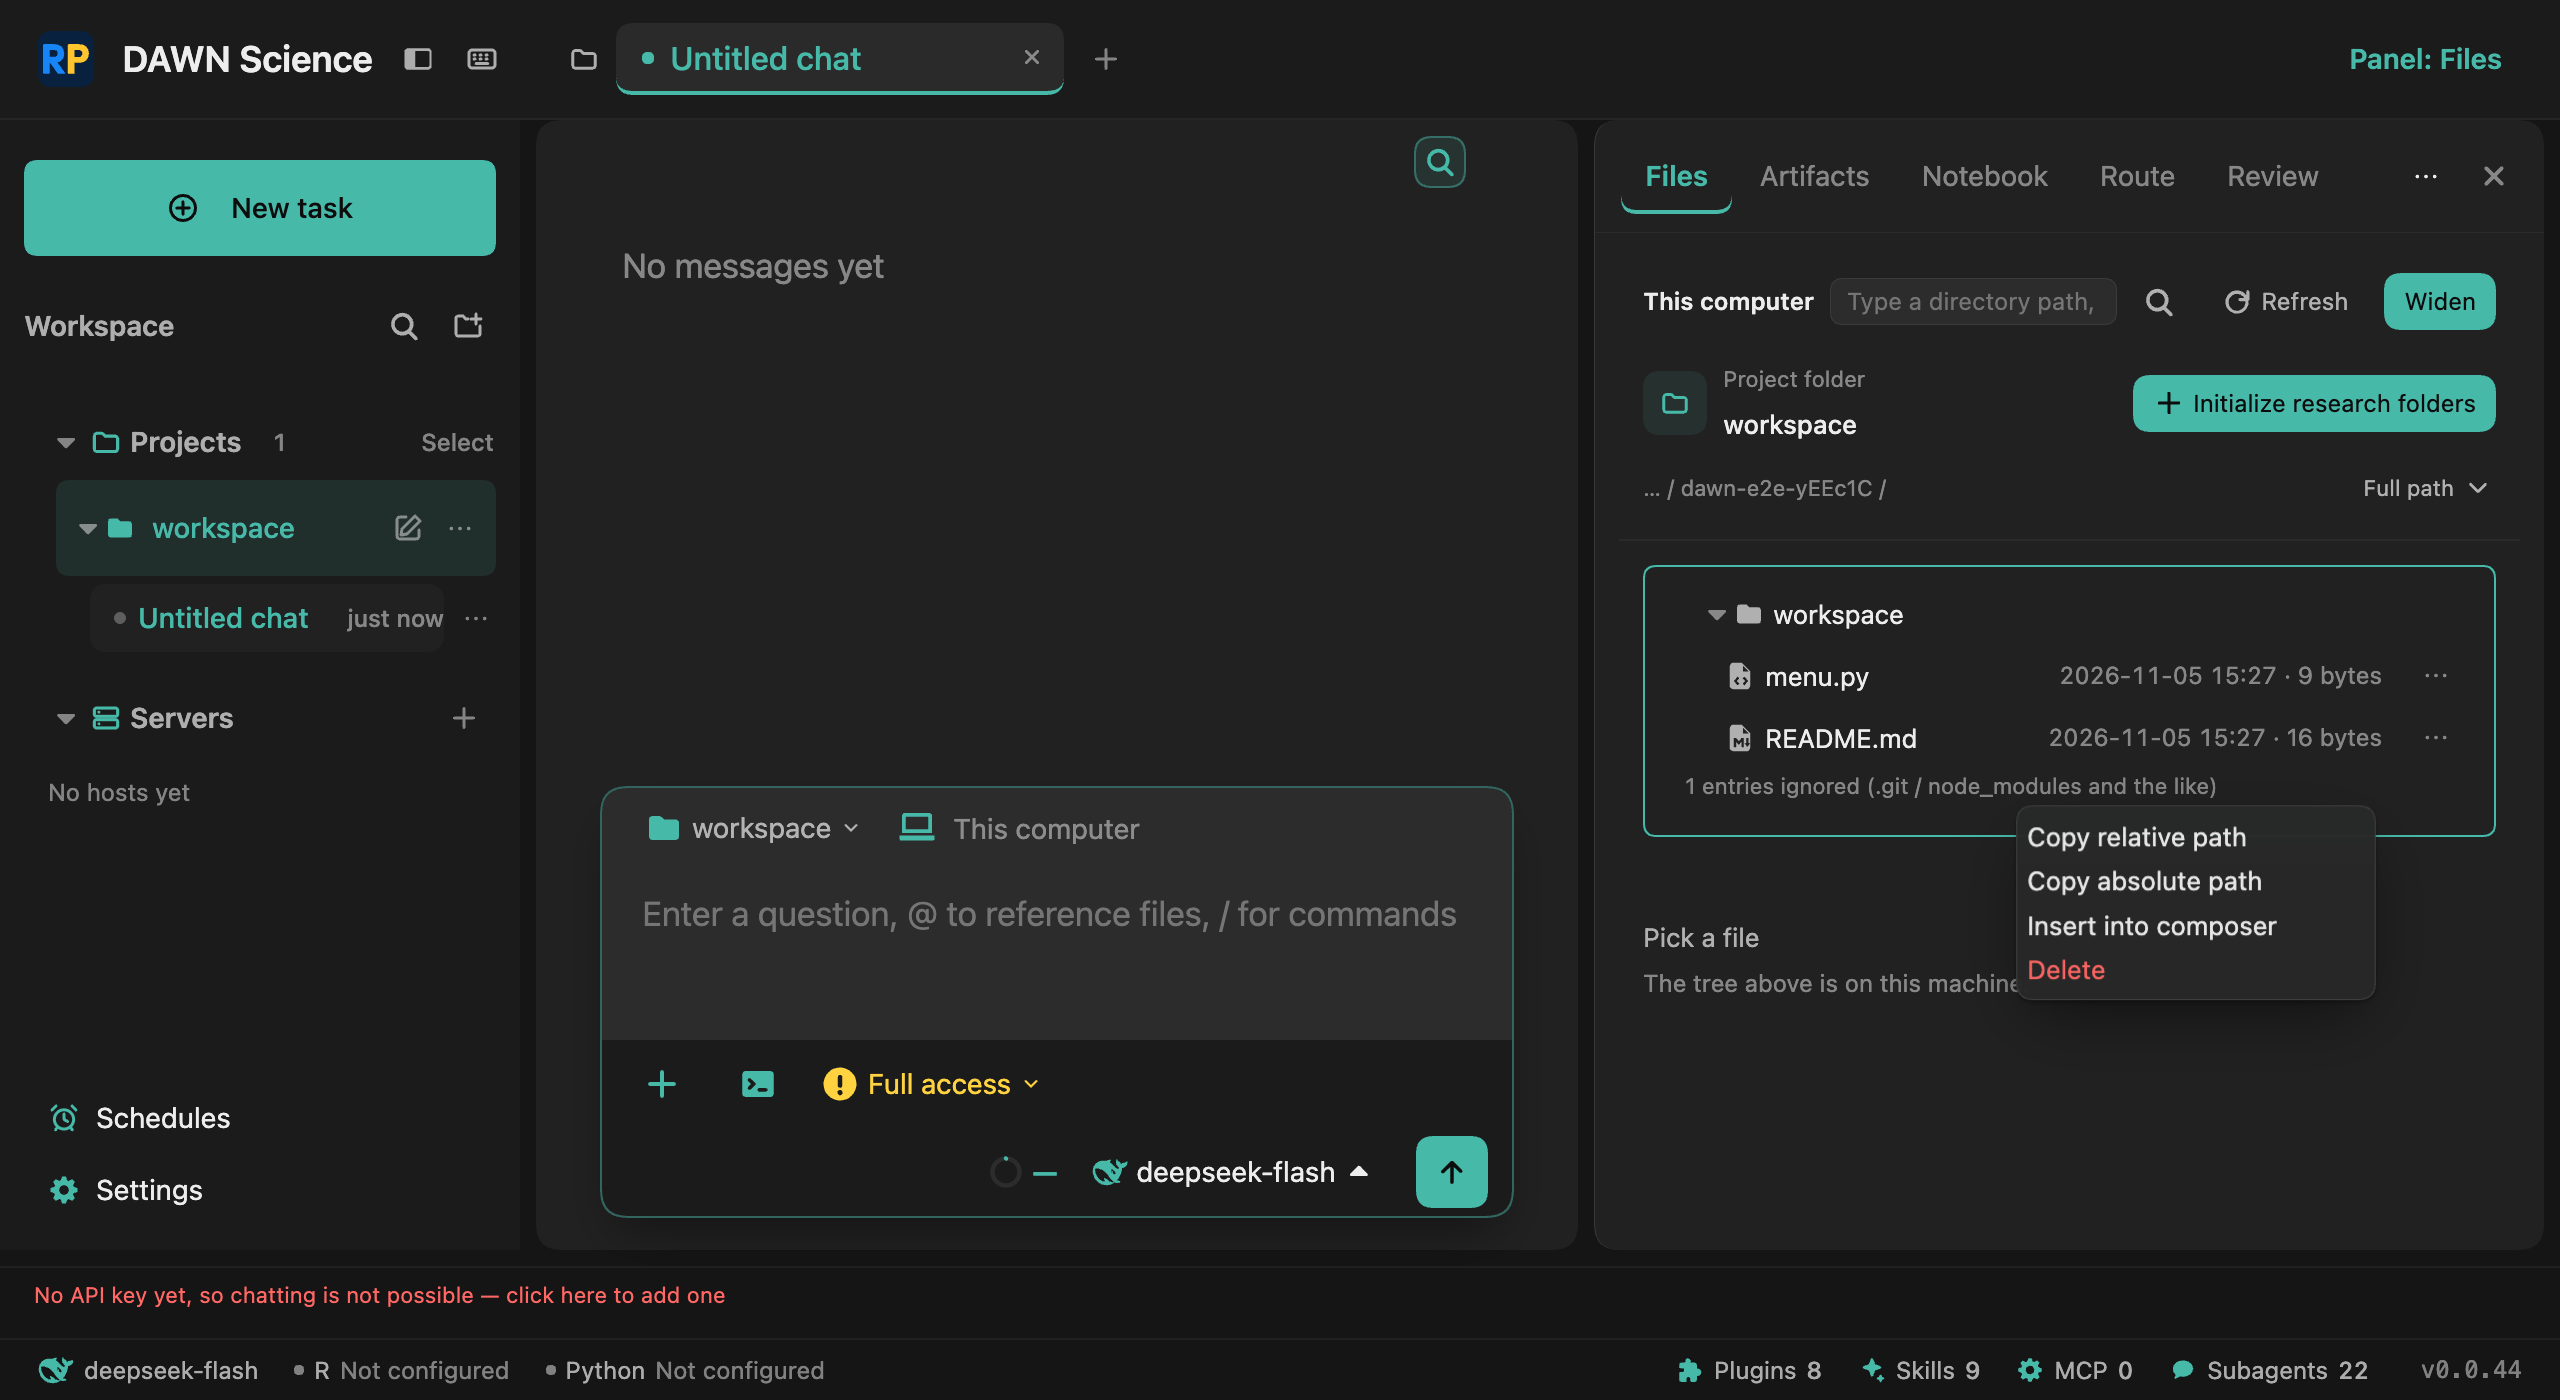 RP DAWN Science
Untitled chat
Panel: Files
New task
Workspace
Projects 1 Select
workspace
Untitled chat just now
Servers
No hosts yet
Schedules
Settings
No messages yet
workspace This computer
Enter a question, @ to reference files, / for commands
Full access
deepseek-flash
Files Artifacts Notebook Route Review
This computer Type a directory path, Refresh Widen
Project folder
workspace
Initialize research folders
... / dawn-e2e-yEEc1C / Full path
workspace
menu.py 2026-11-05 15:27 · 9 bytes
README.md 2026-11-05 15:27 · 16 bytes
1 entries ignored (.git / node_modules and the like)
Copy relative path
Copy absolute path
Insert into composer
Delete
Pick a file
The tree above is on this machine
No API key yet, so chatting is not possible — click here to add one
deepseek-flash R Not configured Python Not configured
Plugins 8 Skills 9 MCP 0 Subagents 22 v0.0.44